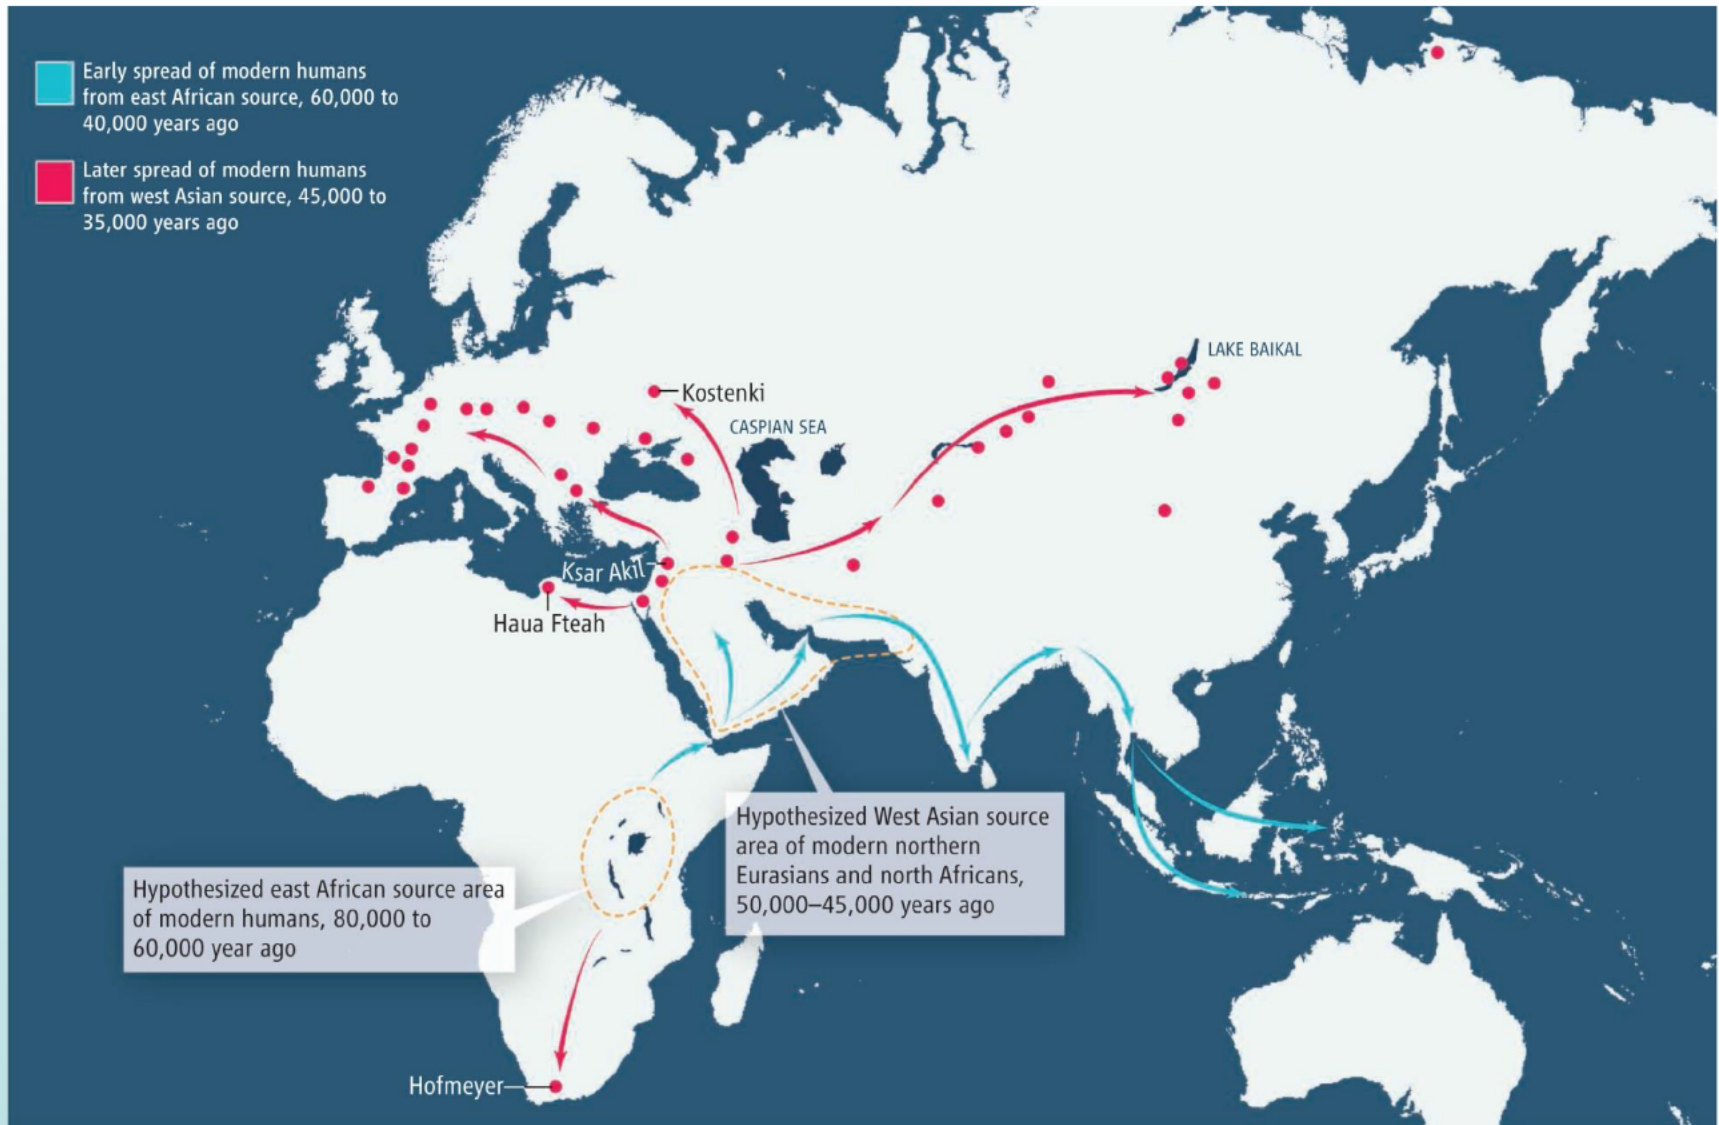 Early spread of modern humans
from east African source, 60,000 to
40,000 years ago
Later spread of modern humans
from west Asian source, 45,000 to
35,000 years ago
LAKE BAIKAL
Kostenki
CASPIAN SEA
Ksar Akil
Haua Fteah
Hypothesized West Asian source
area of modern northern
Eurasians and north Africans,
50,000–45,000 years ago
Hypothesized east African source area
of modern humans, 80,000 to
60,000 year ago
Hofmeyer